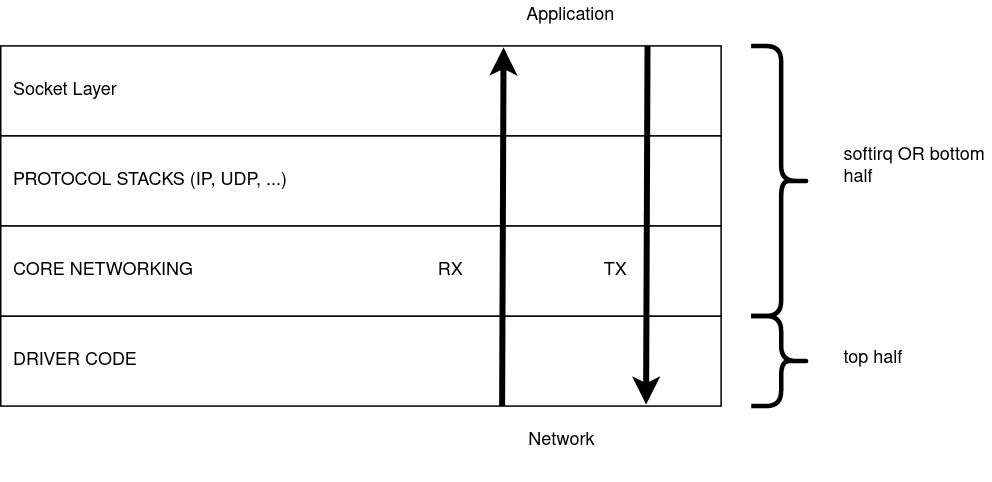 Application
Socket Layer
softirq OR bottom
half
PROTOCOL STACKS (IP, UDP, ...)
CORE NETWORKING
RX
TX
DRIVER CODE
top half
Network